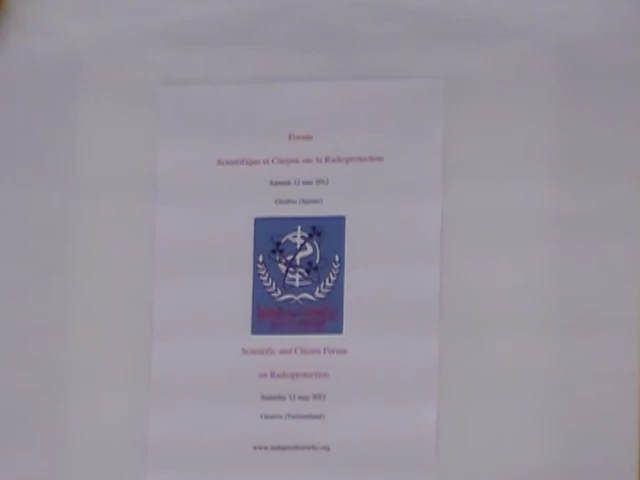 Forum
Scientifique et Citoyen sur la Radioprotection
Samedi 12 mai 2012
Genève (Suisse)
Scientific and Citizen Forum
on Radioprotection
Saturday 12 may 2012
Geneva (Switzerland)
www.independentwho.org